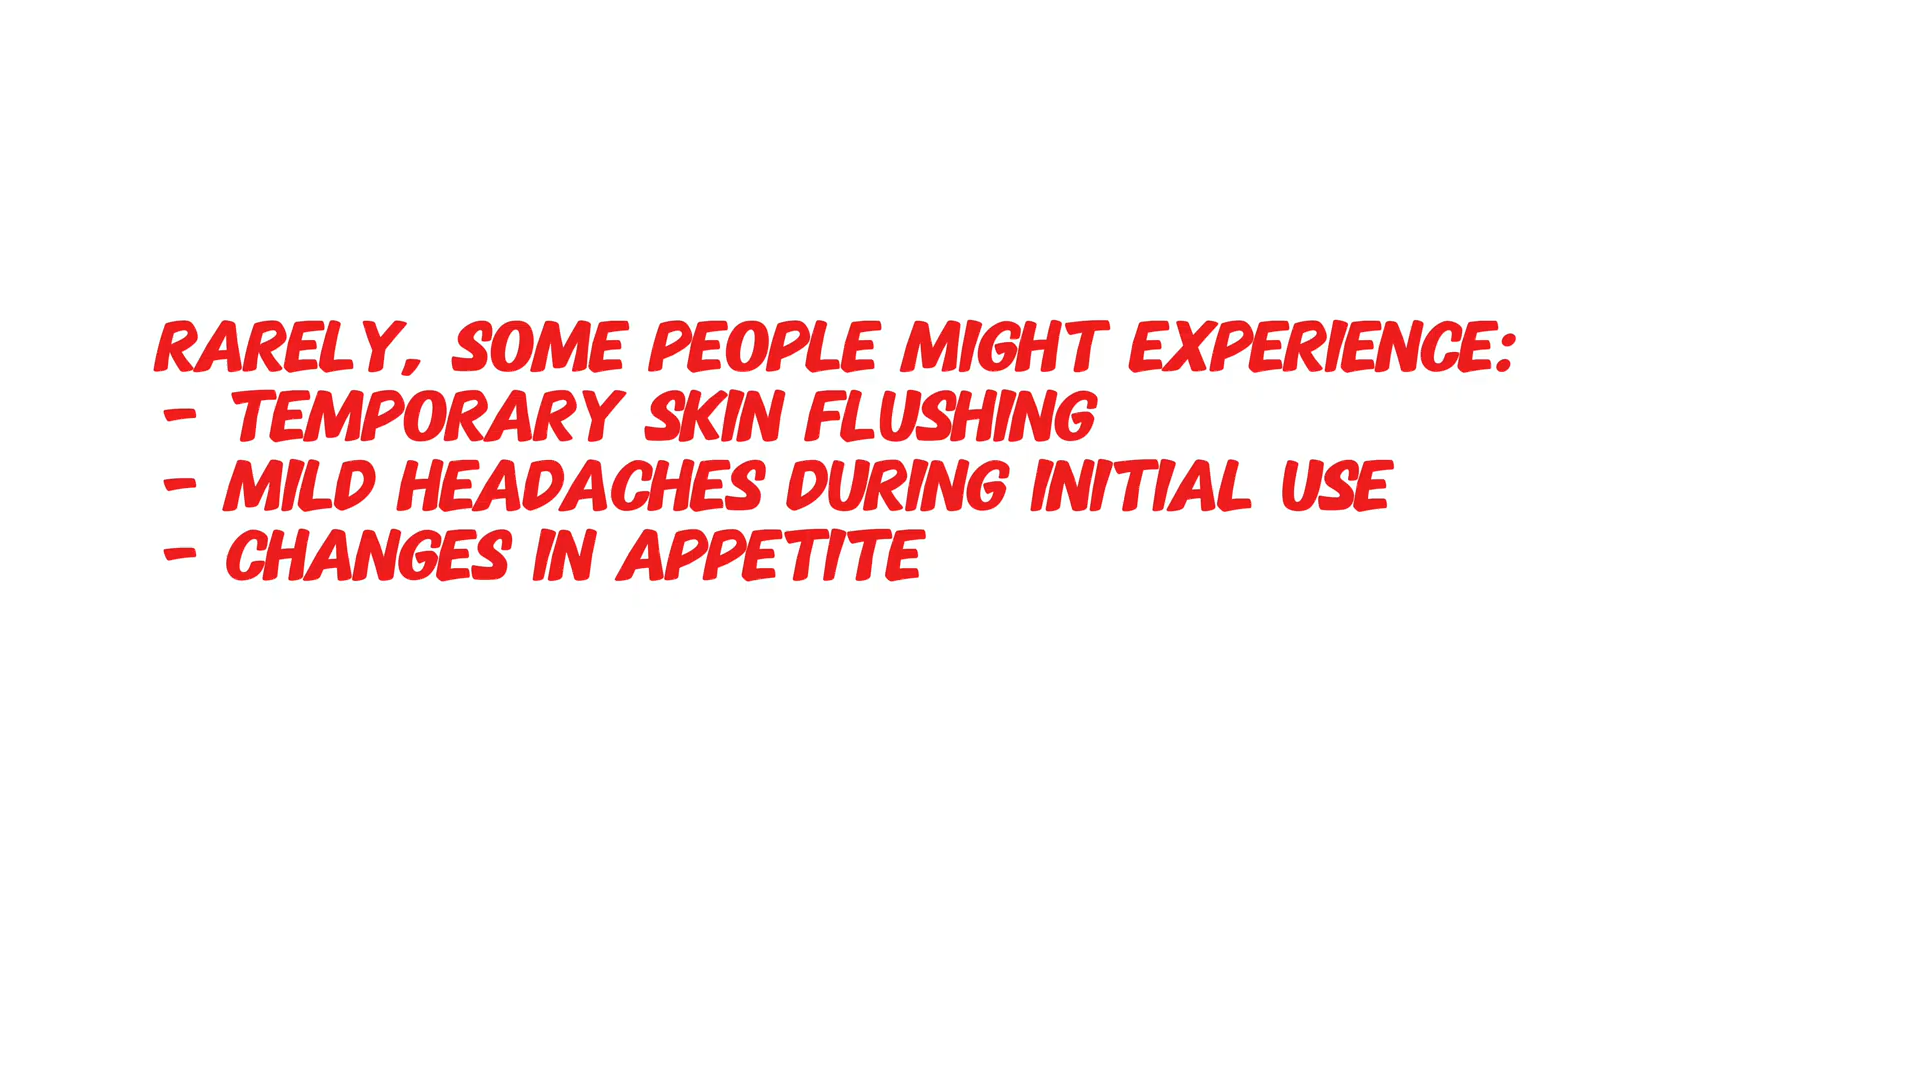 RARELY, SOME PEOPLE MIGHT EXPERIENCE:
- TEMPORARY SKIN FLUSHING
- MILD HEADACHES DURING INITIAL USE
- CHANGES IN APPETITE